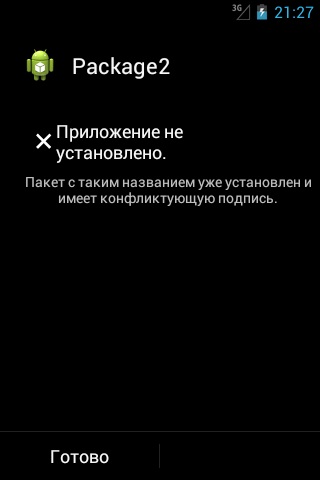 3G 21:27
Package2
Приложение не
установлено.
Пакет с таким названием уже установлен и
имеет конфликтующую подпись.
Готово